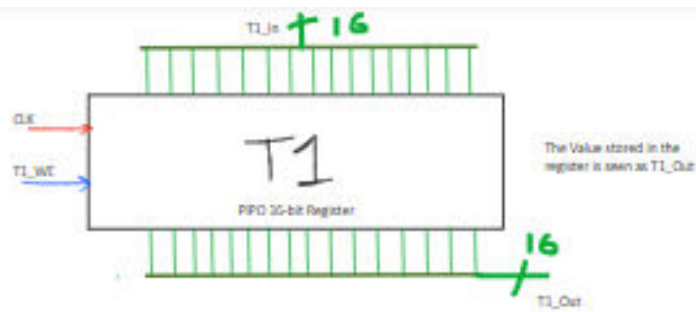 T1_In 16
CLK
T1
The Value stored in the
register is seen as T1_Out
T1_WE
PIPO 16-bit Register
16
T1_Out